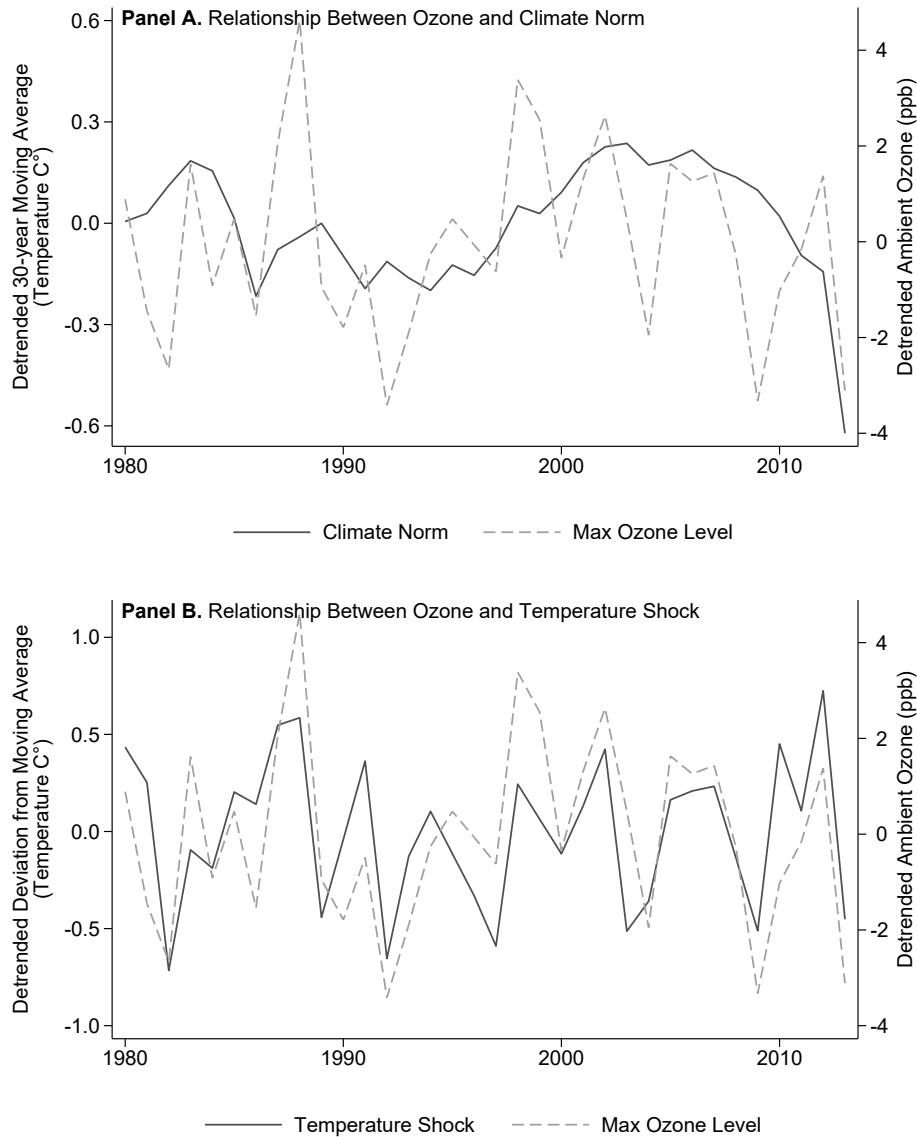 Panel A. Relationship Between Ozone and Climate Norm
Detrended 30-year Moving Average
(Temperature C°)
0.6
0.3
0.0
-0.3
-0.6
4
2
0
-2
-4
Detrended Ambient Ozone (ppb)
1980 1990 2000 2010
Climate Norm Max Ozone Level
Panel B. Relationship Between Ozone and Temperature Shock
Detrended Deviation from Moving Average
(Temperature C°)
1.0
0.5
0.0
-0.5
-1.0
4
2
0
-2
-4
Detrended Ambient Ozone (ppb)
1980 1990 2000 2010
Temperature Shock Max Ozone Level